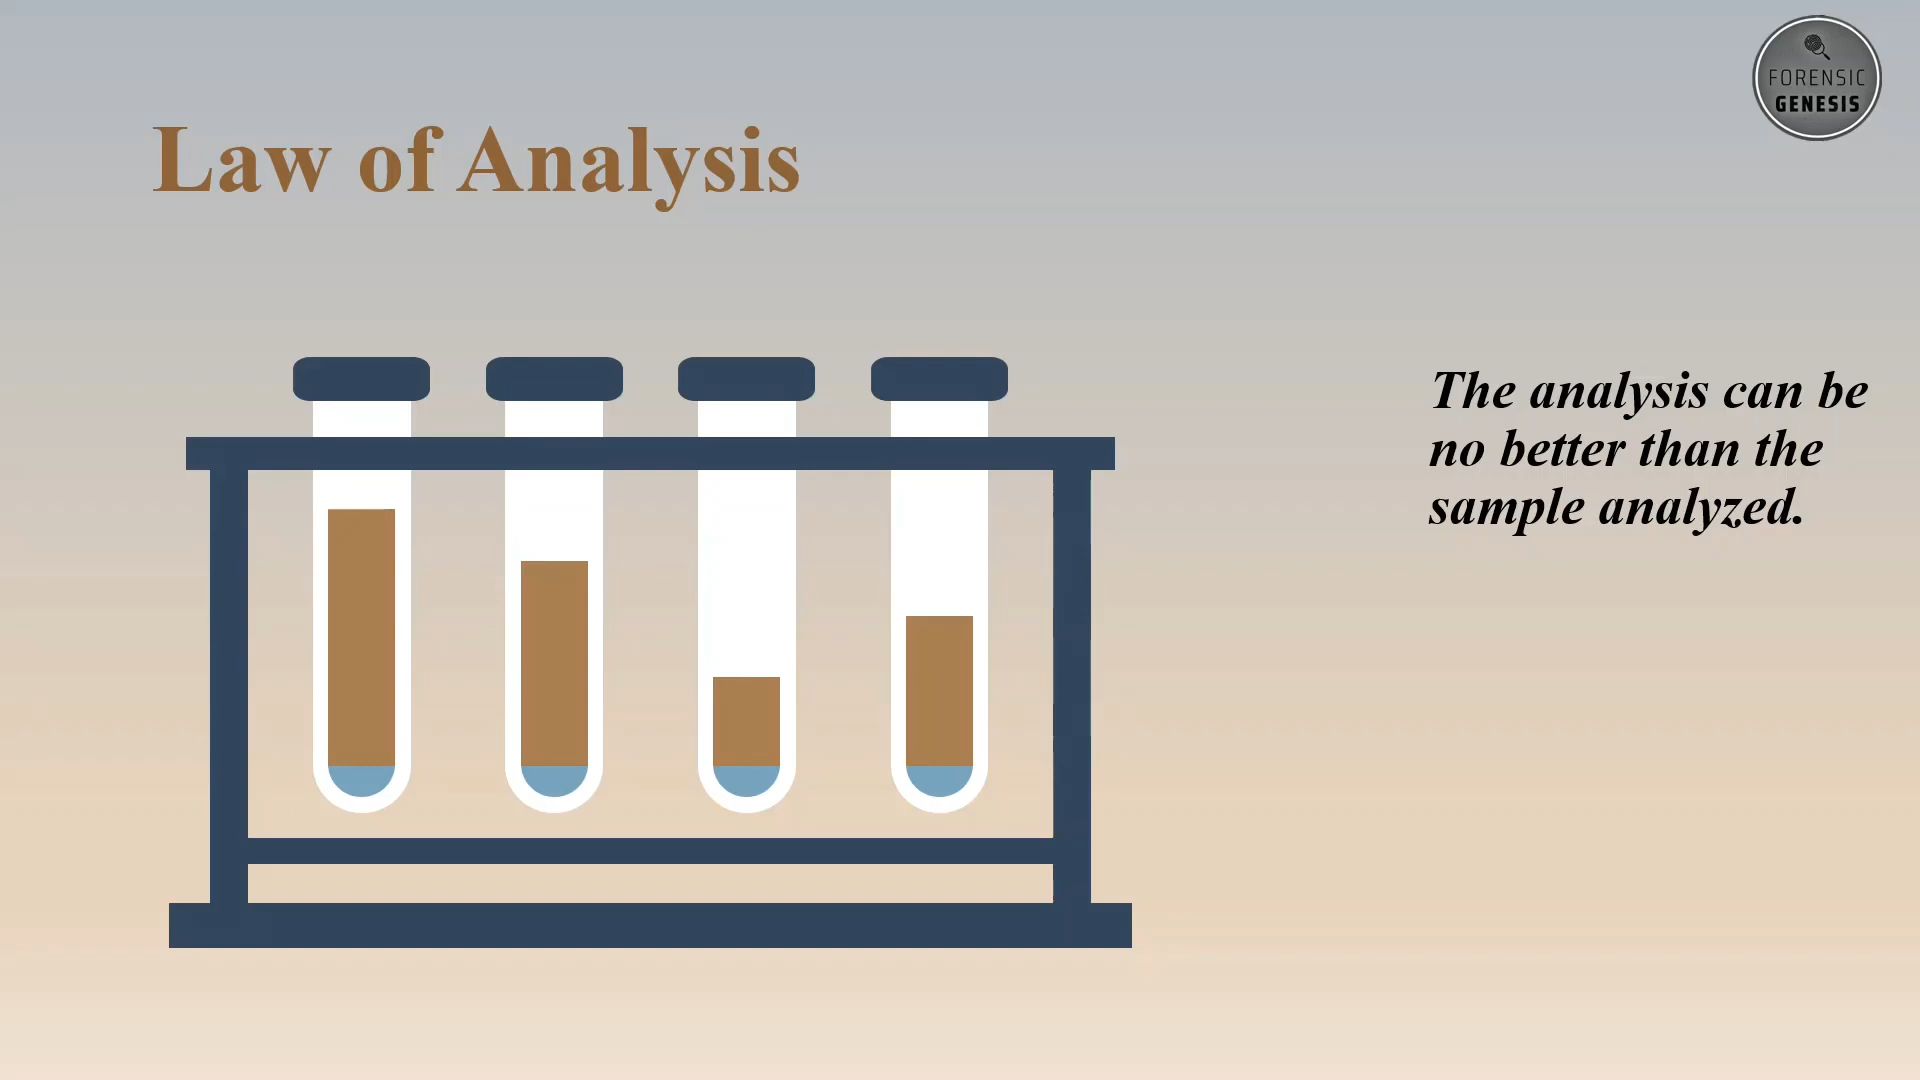 FORENSIC
GENESIS
Law of Analysis
The analysis can be
no better than the
sample analyzed.